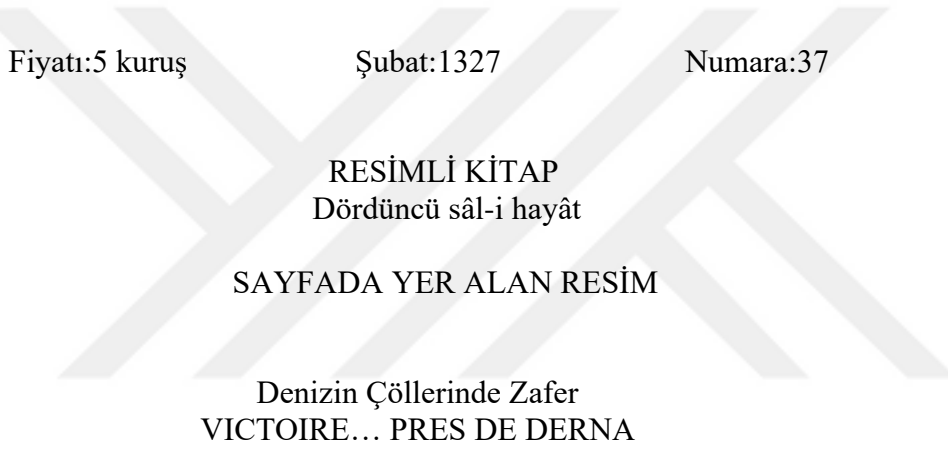 Fiyatı:5 kuruş Şubat:1327 Numara:37
RESİMLİ KİTAP
Dördüncü sâl-i hayât
SAYFADA YER ALAN RESİM
Denizin Çöllerinde Zafer
VICTOIRE… PRES DE DERNA